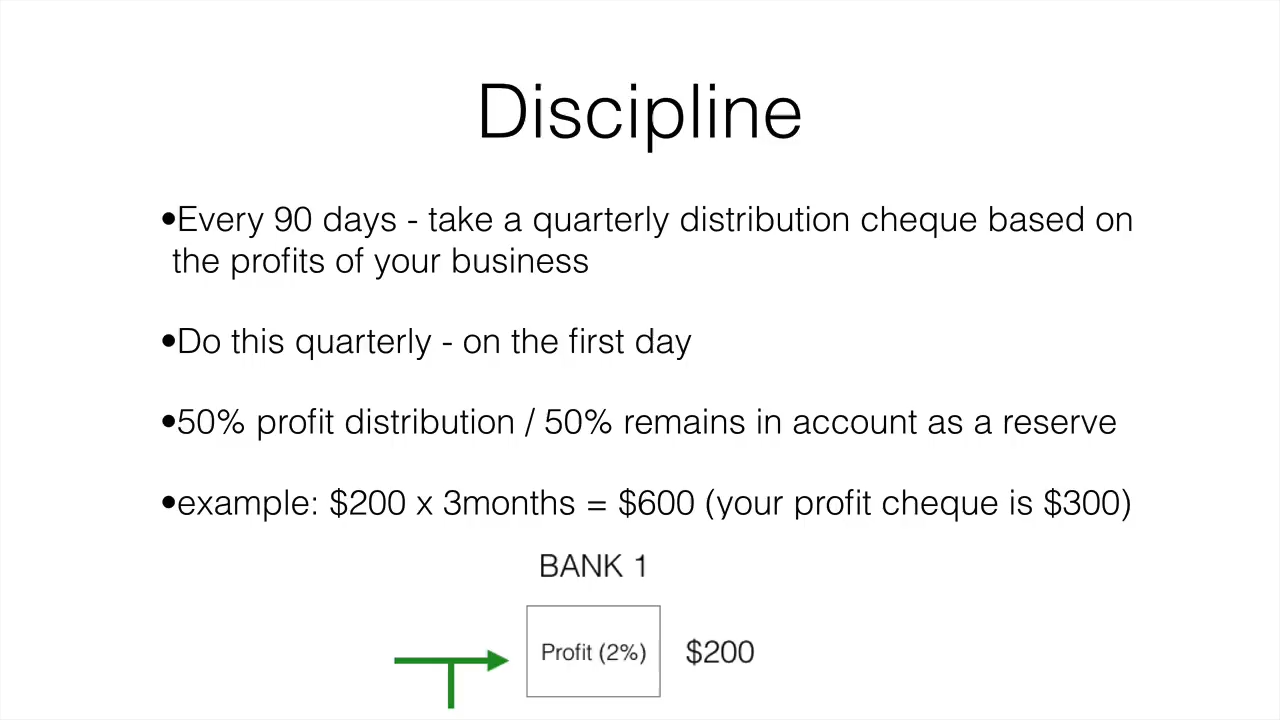 Discipline
•Every 90 days - take a quarterly distribution cheque based on
the profits of your business
•Do this quarterly - on the first day
•50% profit distribution / 50% remains in account as a reserve
•example: $200 x 3months = $600 (your profit cheque is $300)
BANK 1
Profit (2%)
$200